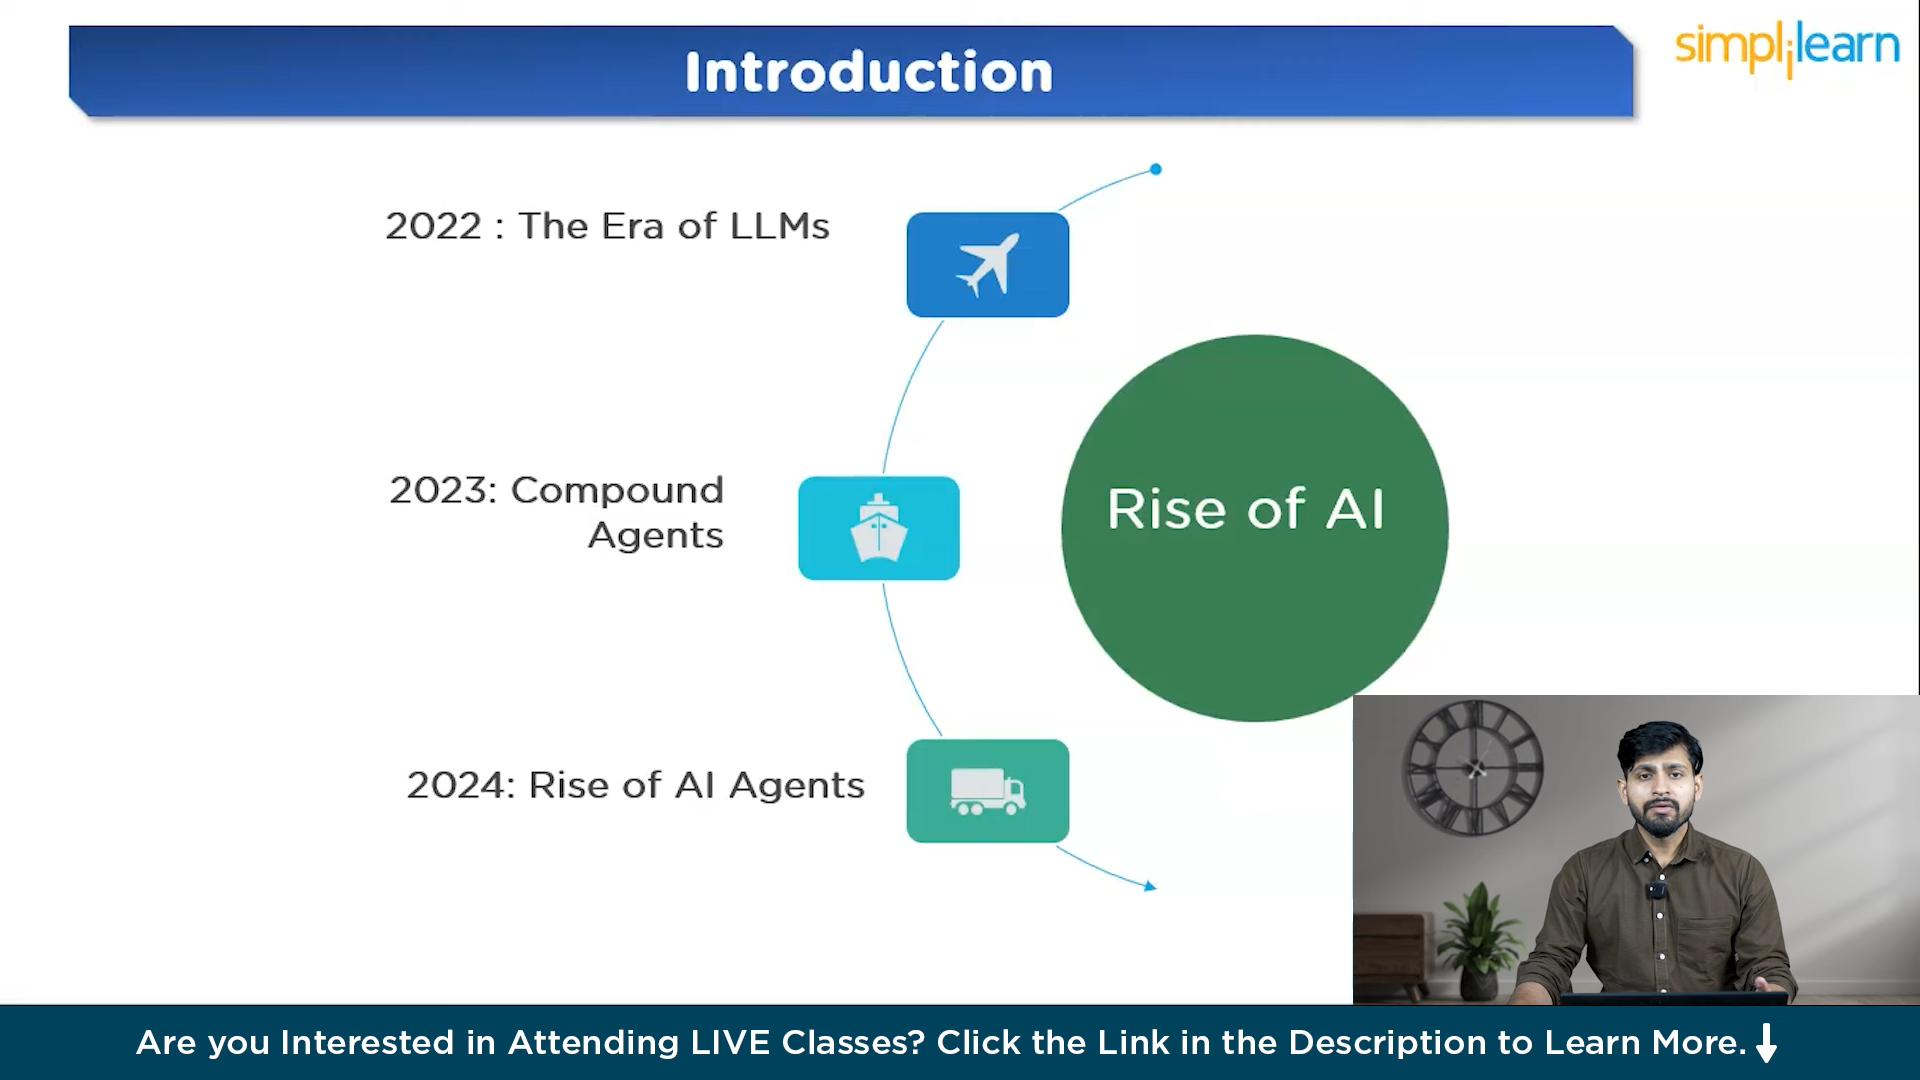 Introduction
simplilearn
2022 : The Era of LLMs
2023: Compound
Agents
Rise of AI
2024: Rise of AI Agents
Are you Interested in Attending LIVE Classes? Click the Link in the Description to Learn More.